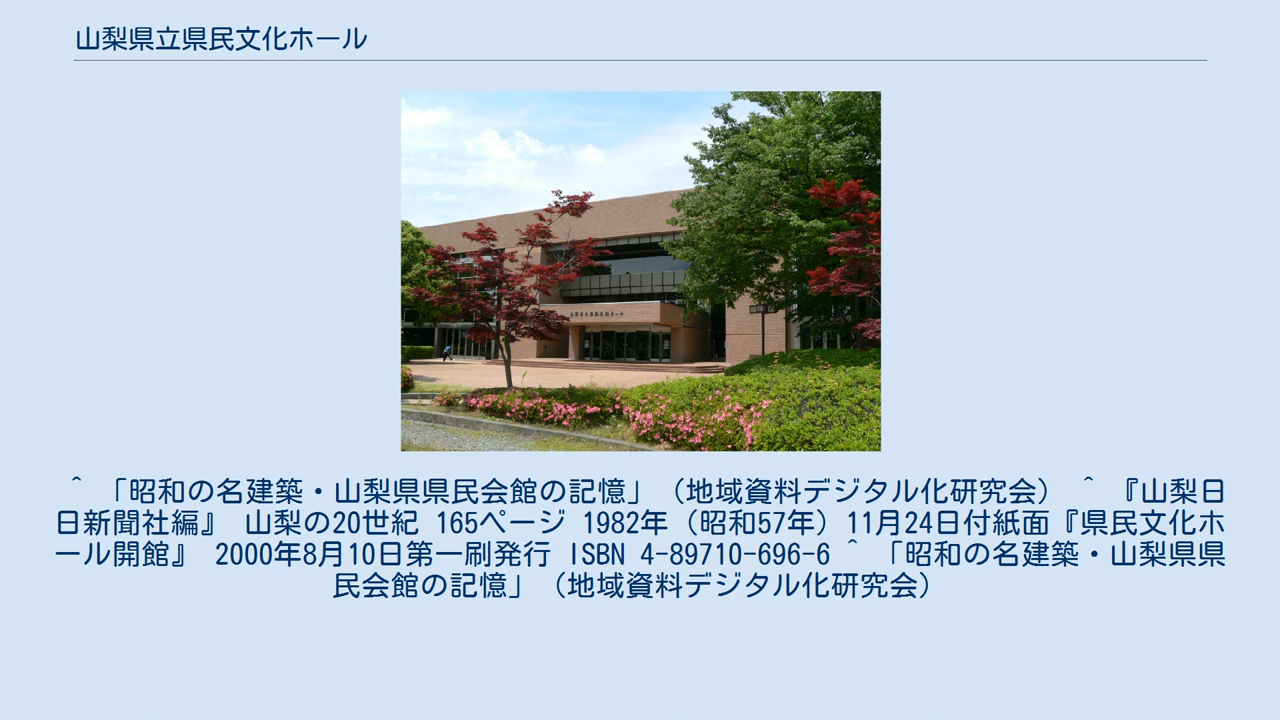 山梨県立県民文化ホール
^ 「昭和の名建築・山梨県県民会館の記憶」（地域資料デジタル化研究会） ^ 『山梨日
日新聞社編』 山梨の20世紀 165ページ 1982年（昭和57年）11月24日付紙面『県民文化ホ
ール開館』 2000年8月10日第一刷発行 ISBN 4-89710-696-6 ^ 「昭和の名建築・山梨県県
民会館の記憶」（地域資料デジタル化研究会）